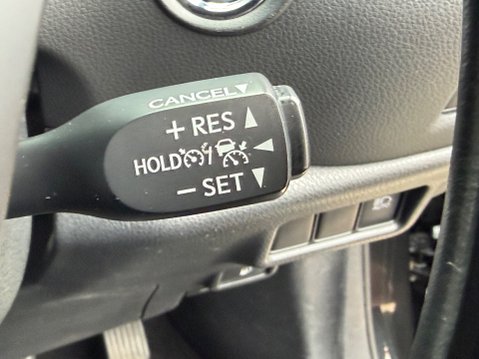 CANCEL
+ RES
HOLD /
− SET